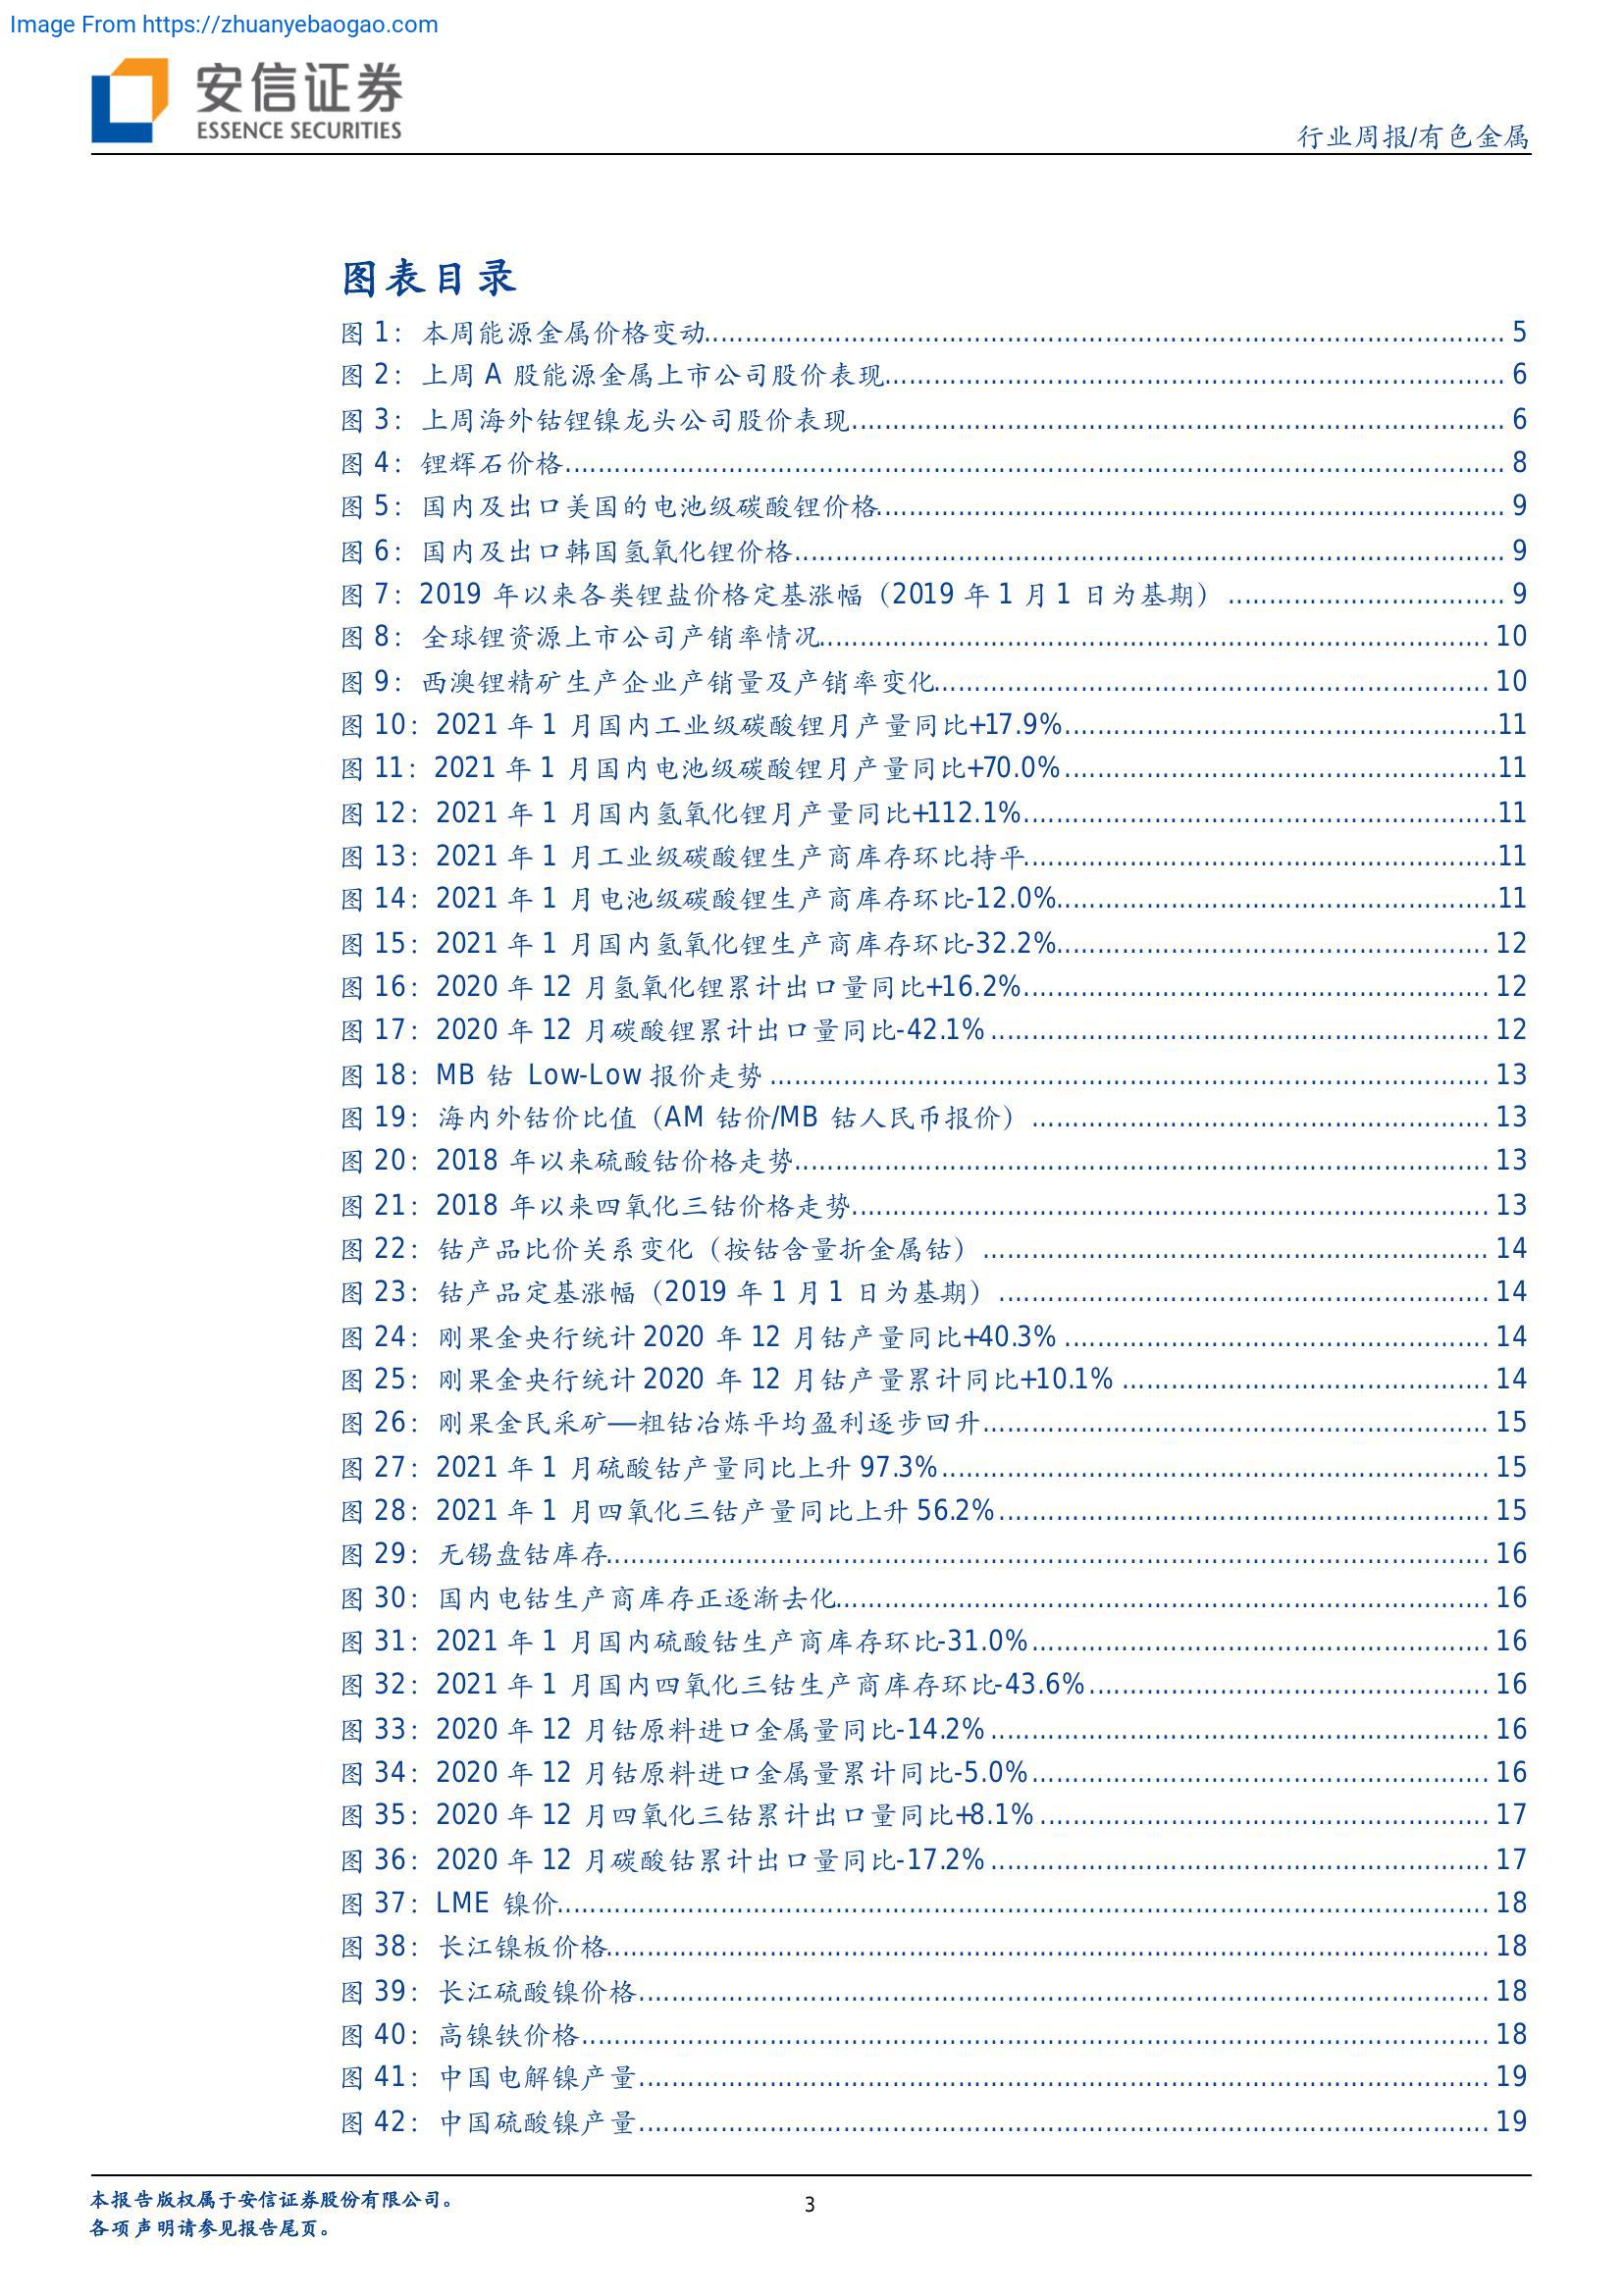 Image From https://zhuanyebaogao.com
安信证券
ESSENCE SECURITIES
行业周报/有色金属
图表目录
图 1：本周能源金属价格变动 5
图 2：上周 A 股能源金属上市公司股价表现 6
图 3：上周海外钴锂镍龙头公司股价表现 6
图 4：锂辉石价格 8
图 5：国内及出口美国的电池级碳酸锂价格 9
图 6：国内及出口韩国氢氧化锂价格 9
图 7：2019 年以来各类锂盐价格定基涨幅（2019 年 1 月 1 日为基期） 9
图 8：全球锂资源上市公司产销率情况 10
图 9：西澳锂精矿生产企业产销量及产销率变化 10
图 10：2021 年 1 月国内工业级碳酸锂月产量同比+17.9% 11
图 11：2021 年 1 月国内电池级碳酸锂月产量同比+70.0% 11
图 12：2021 年 1 月国内氢氧化锂月产量同比+112.1% 11
图 13：2021 年 1 月工业级碳酸锂生产商库存环比持平 11
图 14：2021 年 1 月电池级碳酸锂生产商库存环比-12.0% 11
图 15：2021 年 1 月国内氢氧化锂生产商库存环比-32.2% 12
图 16：2020 年 12 月氢氧化锂累计出口量同比+16.2% 12
图 17：2020 年 12 月碳酸锂累计出口量同比-42.1% 12
图 18：MB 钴 Low-Low 报价走势 13
图 19：海内外钴价比值（AM 钴价/MB 钴人民币报价） 13
图 20：2018 年以来硫酸钴价格走势 13
图 21：2018 年以来四氧化三钴价格走势 13
图 22：钴产品比价关系变化（按钴含量折金属钴） 14
图 23：钴产品定基涨幅（2019 年 1 月 1 日为基期） 14
图 24：刚果金央行统计 2020 年 12 月钴产量同比+40.3% 14
图 25：刚果金央行统计 2020 年 12 月钴产量累计同比+10.1% 14
图 26：刚果金民采矿—粗钴冶炼平均盈利逐步回升 15
图 27：2021 年 1 月硫酸钴产量同比上升 97.3% 15
图 28：2021 年 1 月四氧化三钴产量同比上升 56.2% 15
图 29：无锡盘钴库存 16
图 30：国内电钴生产商库存正逐渐去化 16
图 31：2021 年 1 月国内硫酸钴生产商库存环比-31.0% 16
图 32：2021 年 1 月国内四氧化三钴生产商库存环比-43.6% 16
图 33：2020 年 12 月钴原料进口金属量同比-14.2% 16
图 34：2020 年 12 月钴原料进口金属量累计同比-5.0% 16
图 35：2020 年 12 月四氧化三钴累计出口量同比+8.1% 17
图 36：2020 年 12 月碳酸钴累计出口量同比-17.2% 17
图 37：LME 镍价 18
图 38：长江镍板价格 18
图 39：长江硫酸镍价格 18
图 40：高镍铁价格 18
图 41：中国电解镍产量 19
图 42：中国硫酸镍产量 19
本报告版权属于安信证券股份有限公司。
3
各项声明请参见报告尾页。